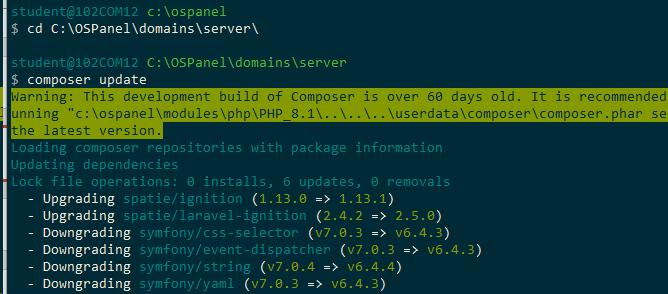 student@102COM12 c:\ospanel
$ cd C:\OSPanel\domains\server\
student@102COM12 C:\OSPanel\domains\server
$ composer update
Warning: This development build of Composer is over 60 days old. It is recommended
unning "c:\ospanel\modules\php\PHP_8.1\..\..\..\userdata\composer\composer.phar se
the latest version.
Loading composer repositories with package information
Updating dependencies
Lock file operations: 0 installs, 6 updates, 0 removals
- Upgrading spatie/ignition (1.13.0 => 1.13.1)
- Upgrading spatie/laravel-ignition (2.4.2 => 2.5.0)
- Downgrading symfony/css-selector (v7.0.3 => v6.4.3)
- Downgrading symfony/event-dispatcher (v7.0.3 => v6.4.3)
- Downgrading symfony/string (v7.0.4 => v6.4.4)
- Downgrading symfony/yaml (v7.0.3 => v6.4.3)